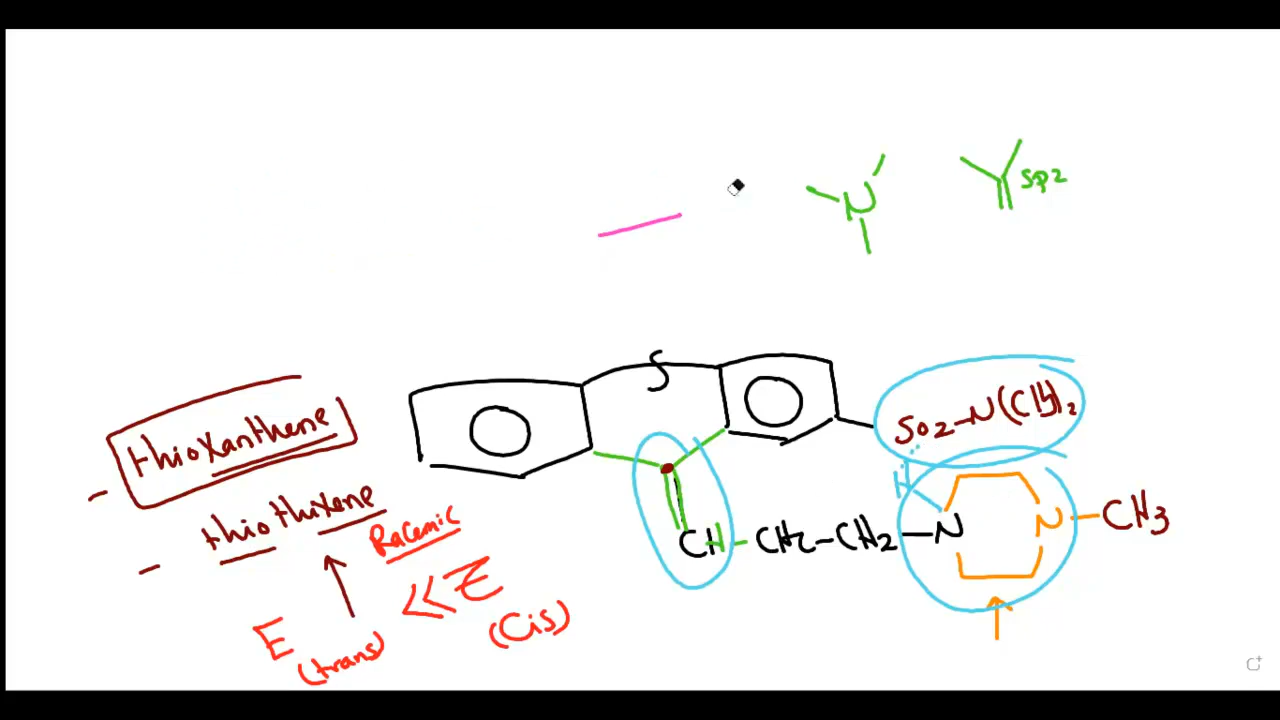 N
sp2
S
SO2-N(CH3)2
thioxanthene
H
N
N-CH3
thiothixene
Racemic
CH-CH2-CH2-N
E << Z
(trans)
(Cis)